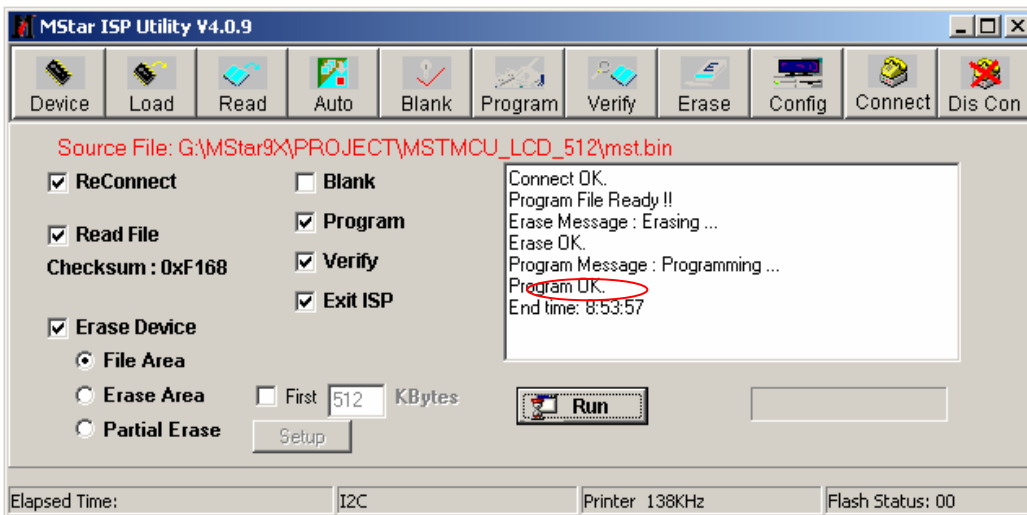 MStar ISP Utility V4.0.9
Device Load Read Auto Blank Program Verify Erase Config Connect Dis Con
Source File: G:\MStar9X\PROJECT\MSTMCU_LCD_512\mst.bin
ReConnect
Read File
Checksum : 0xF168
Erase Device
File Area
Erase Area
Partial Erase
Blank
Program
Verify
Exit ISP
First 512 KBytes
Setup
Connect OK.
Program File Ready !!
Erase Message : Erasing ...
Erase OK.
Program Message : Programming ...
Program OK.
End time: 8:53:57
Run
Elapsed Time: I2C Printer 138KHz Flash Status: 00